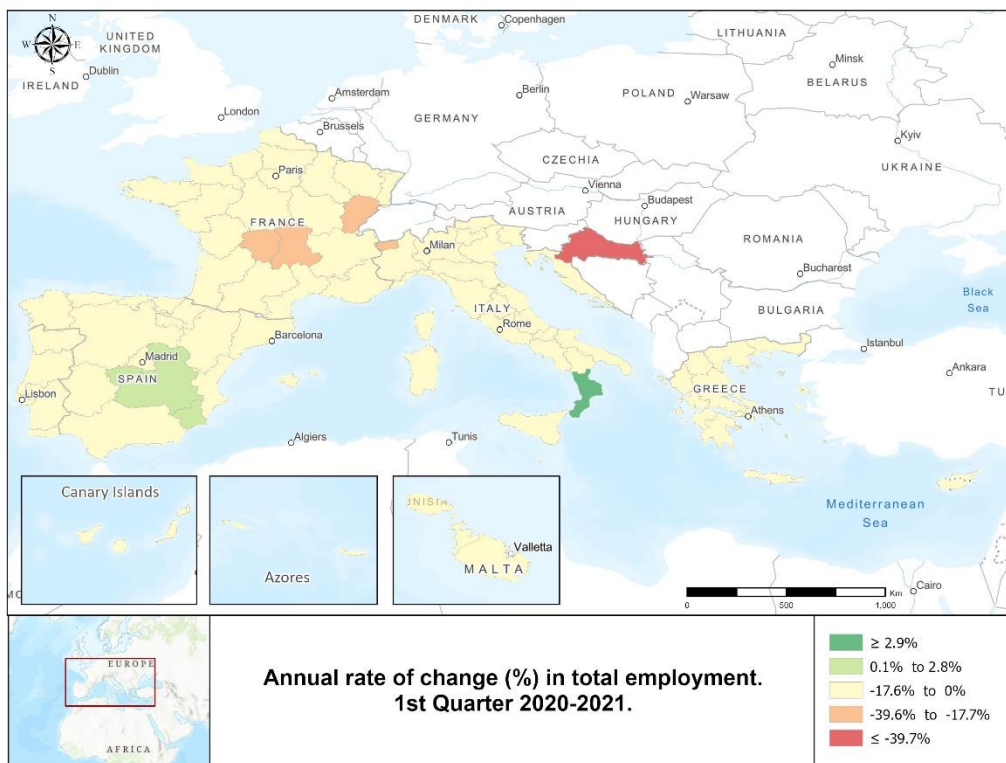 N
W E
S
DENMARK
Copenhagen
LITHUANIA
UNITED
KINGDOM
Minsk
BELARUS
Dublin
IRELAND
Amsterdam
Berlin
POLAND
Warsaw
London
GERMANY
Brussels
Kyiv
CZECHIA
UKRAINE
Paris
Vienna
Budapest
AUSTRIA
HUNGARY
FRANCE
Milan
ROMANIA
Bucharest
ITALY
Black
Sea
BULGARIA
Barcelona
Rome
Istanbul
Madrid
SPAIN
Ankara
GREECE
TU
Lisbon
Athens
Algiers
Tunis
Canary Islands
Azores
UNISIA
Valletta
MALTA
Mediterranean
Sea
MO
Cairo
Km
0 500 1,000
EUROPE
AFRICA
Annual rate of change (%) in total employment.
1st Quarter 2020-2021.
≥ 2.9%
0.1% to 2.8%
-17.6% to 0%
-39.6% to -17.7%
≤ -39.7%